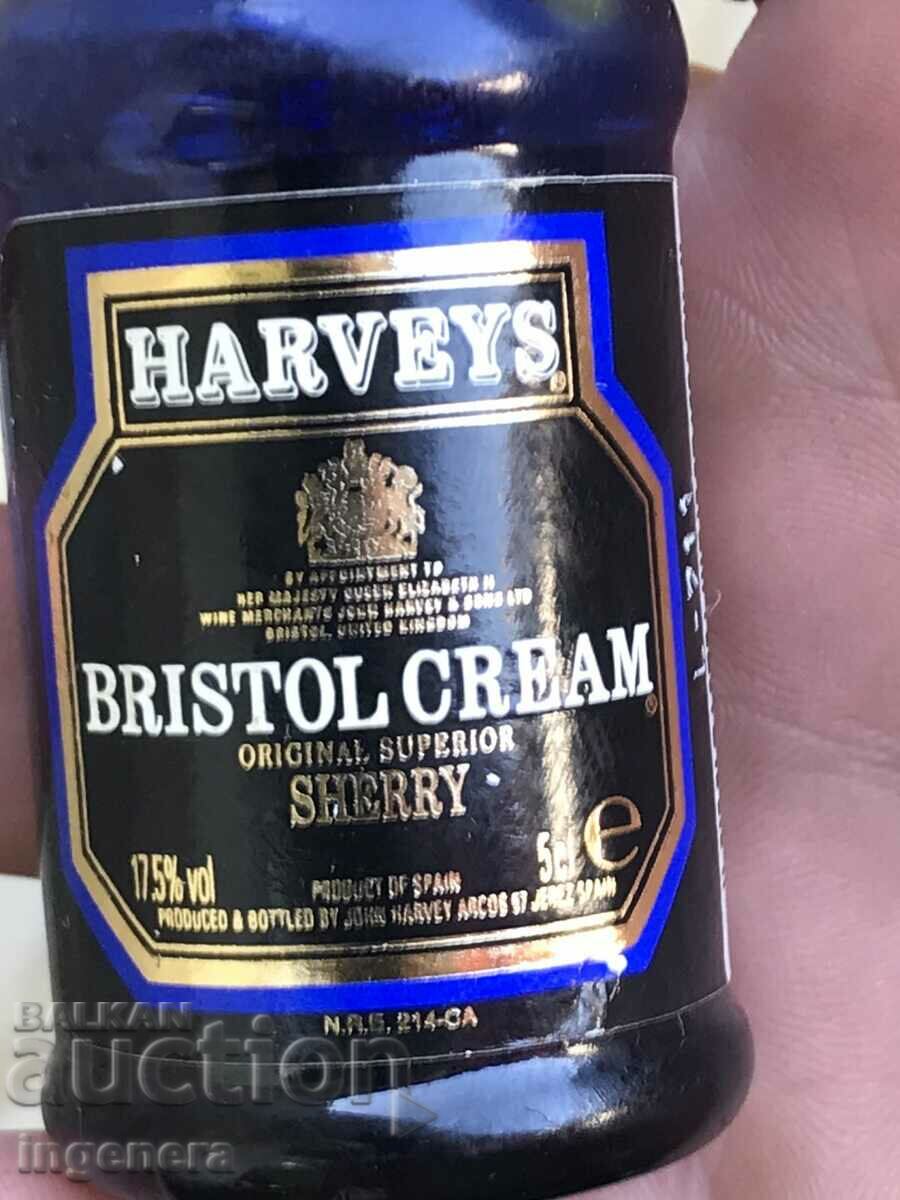 HARVEYS®
BY APPOINTMENT TO
HER MAJESTY QUEEN ELIZABETH II
WINE MERCHANTS JOHN HARVEY & SONS LTD
BRISTOL, UNITED KINGDOM
BRISTOL CREAM®
ORIGINAL SUPERIOR
SHERRY
17.5% vol
5cl e
PRODUCT OF SPAIN
PRODUCED & BOTTLED BY JOHN HARVEY ARCOS 57 JEREZ SPAIN
N.R.E. 214-CA
BALKAN
auction
ingenera